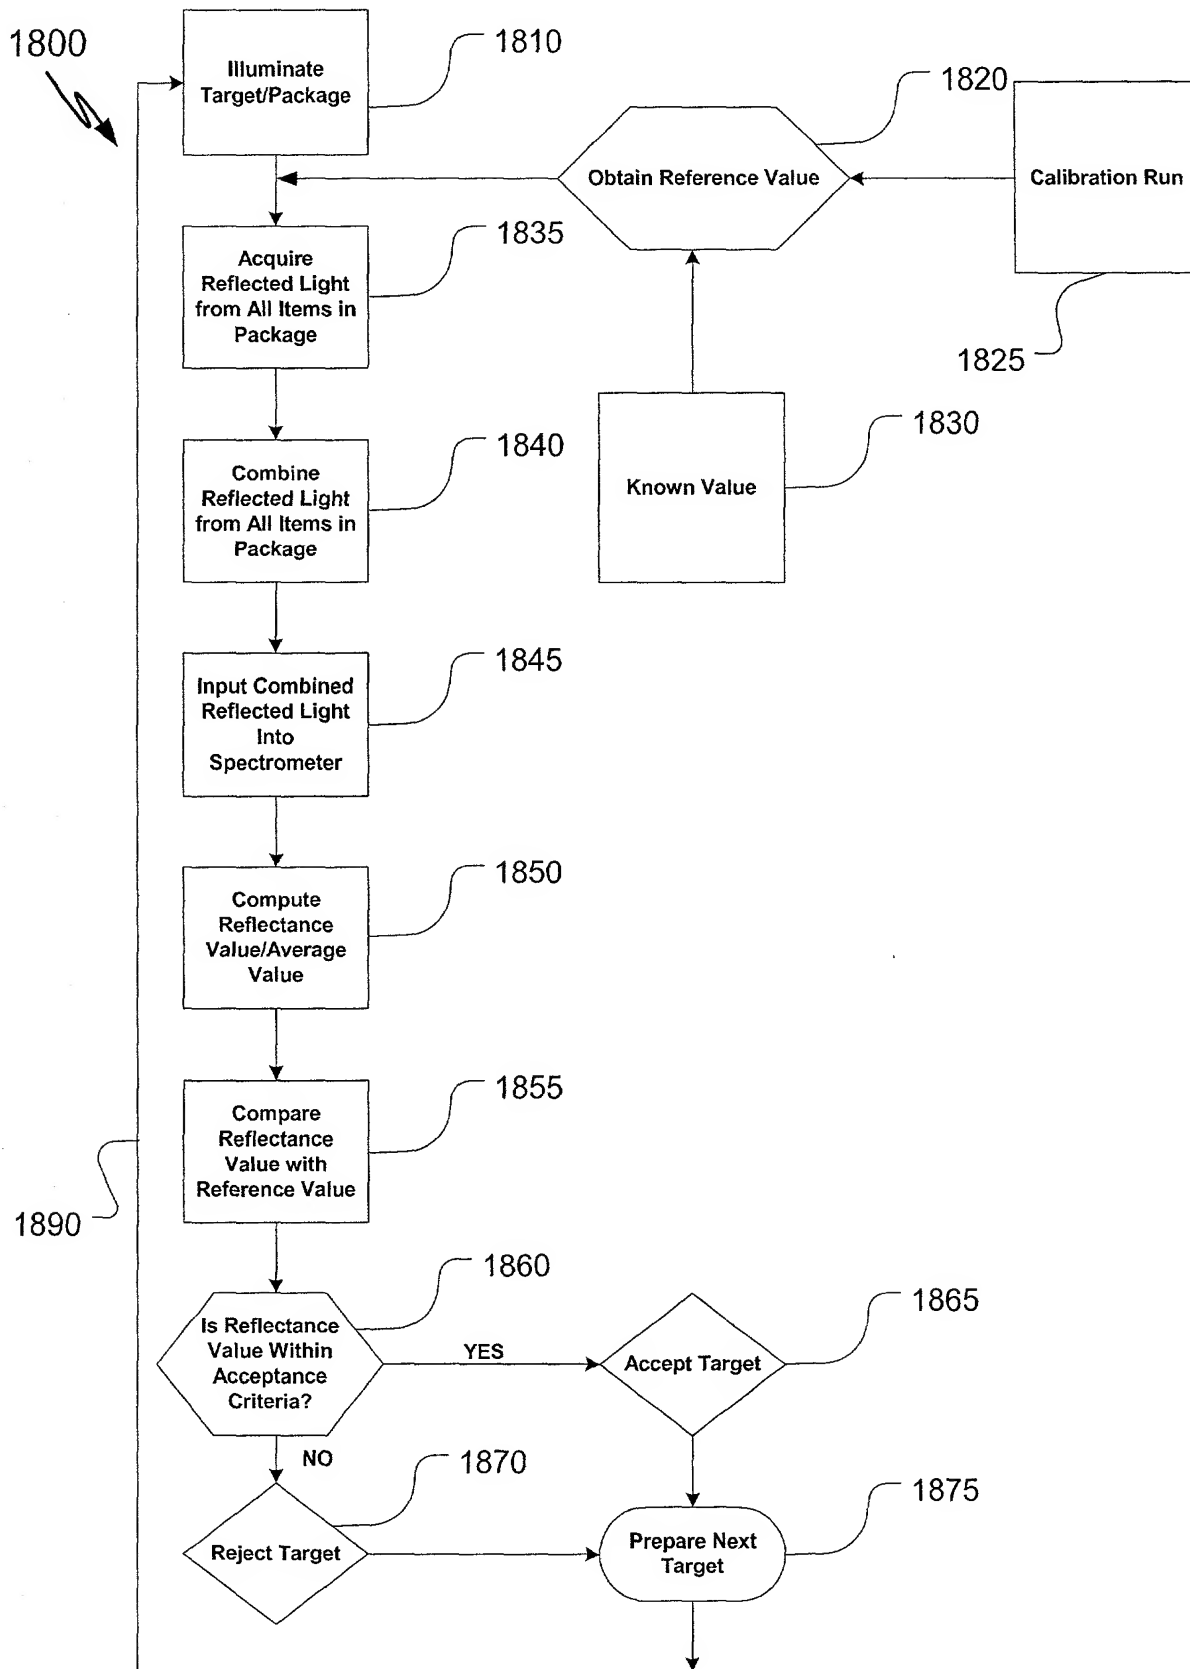 1800
Illuminate
Target/Package
1810
1820
Obtain Reference Value
Calibration Run
1825
1835
Acquire
Reflected Light
from All Items in
Package
1830
Known Value
1840
Combine
Reflected Light
from All Items in
Package
1845
Input Combined
Reflected Light
Into
Spectrometer
1850
Compute
Reflectance
Value/Average
Value
1855
Compare
Reflectance
Value with
Reference Value
1890
1860
Is Reflectance
Value Within
Acceptance
Criteria?
YES
1865
Accept Target
NO
1870
Reject Target
1875
Prepare Next
Target